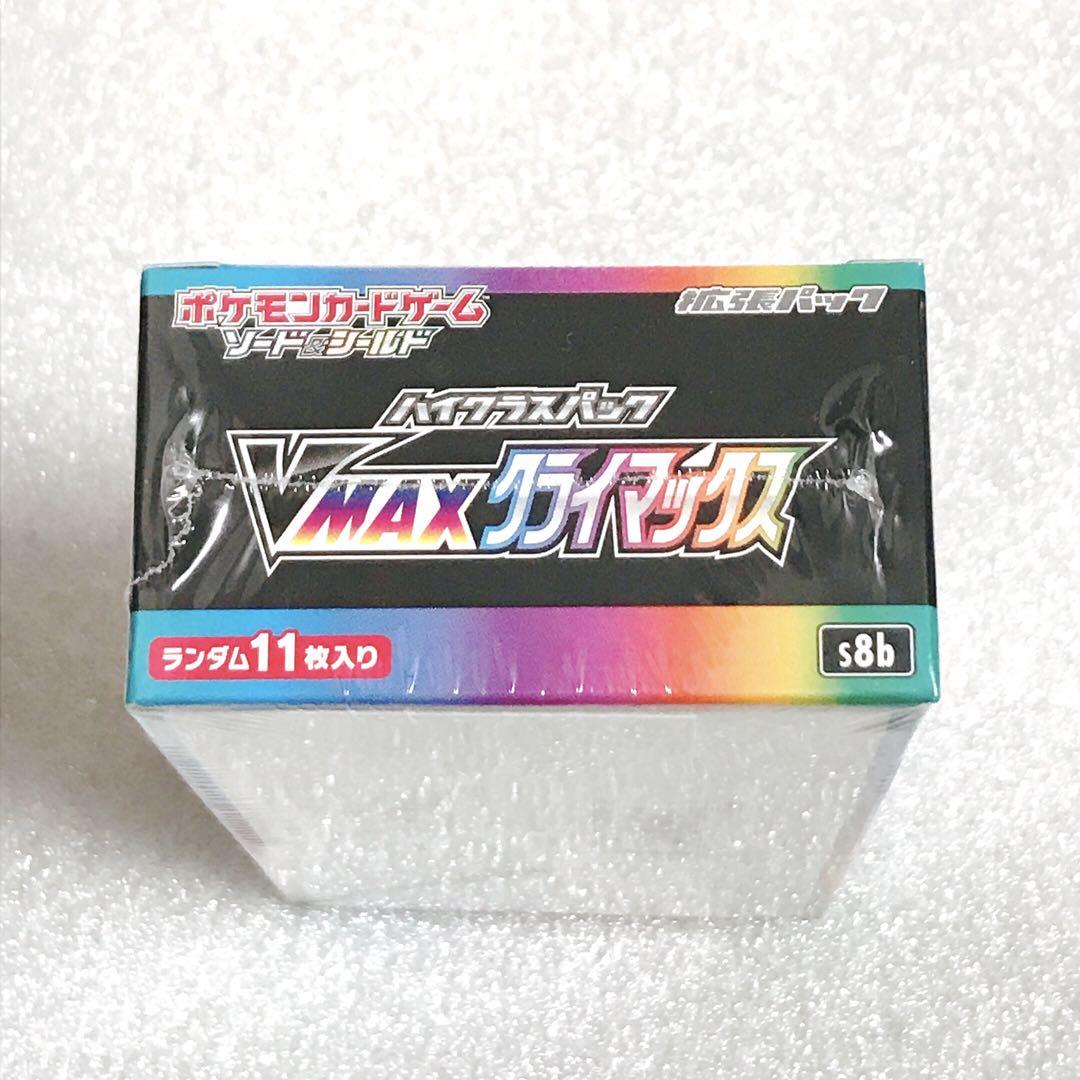 ポケモンカードゲーム
ソード&シールド
拡張パック
ハイクラスパック
VMAXクライマックス
ランダム11枚入り
s8b